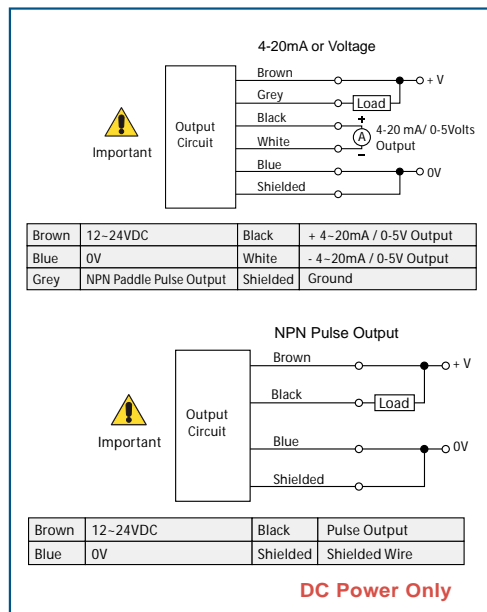 4-20mA or Voltage
Brown
+ V
Grey
Load
Black
+
4-20 mA/ 0-5Volts
A
Output
Output
Circuit
White
–
Important
Blue
0V
Shielded
Brown 12~24VDC Black + 4~20mA / 0-5V Output
Blue 0V White - 4~20mA / 0-5V Output
Grey NPN Paddle Pulse Output Shielded Ground
NPN Pulse Output
Brown
+ V
Black
Load
Output
Circuit
Important
Blue
0V
Shielded
Brown 12~24VDC Black Pulse Output
Blue 0V Shielded Shielded Wire
DC Power Only